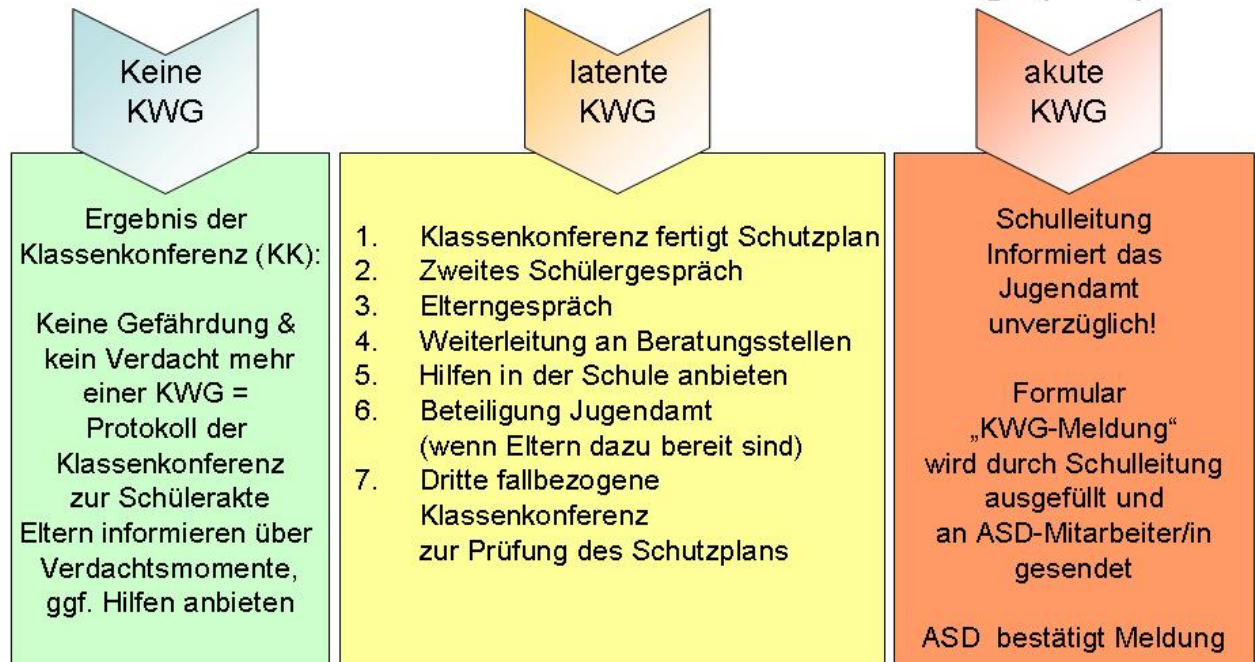 Keine
KWG
Ergebnis der
Klassenkonferenz (KK):
Keine Gefährdung &
kein Verdacht mehr
einer KWG =
Protokoll der
Klassenkonferenz
zur Schülerakte
Eltern informieren über
Verdachtsmomente,
ggf. Hilfen anbieten
latente
KWG
1. Klassenkonferenz fertigt Schutzplan
2. Zweites Schülergespräch
3. Elterngespräch
4. Weiterleitung an Beratungsstellen
5. Hilfen in der Schule anbieten
6. Beteiligung Jugendamt
(wenn Eltern dazu bereit sind)
7. Dritte fallbezogene
Klassenkonferenz
zur Prüfung des Schutzplans
akute
KWG
Schulleitung
Informiert das
Jugendamt
unverzüglich!
Formular
„KWG-Meldung“
wird durch Schulleitung
ausgefüllt und
an ASD-Mitarbeiter/in
gesendet
ASD bestätigt Meldung